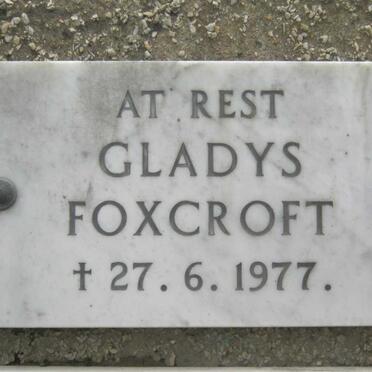 AT REST
GLADYS
FOXCROFT
† 27. 6. 1977.